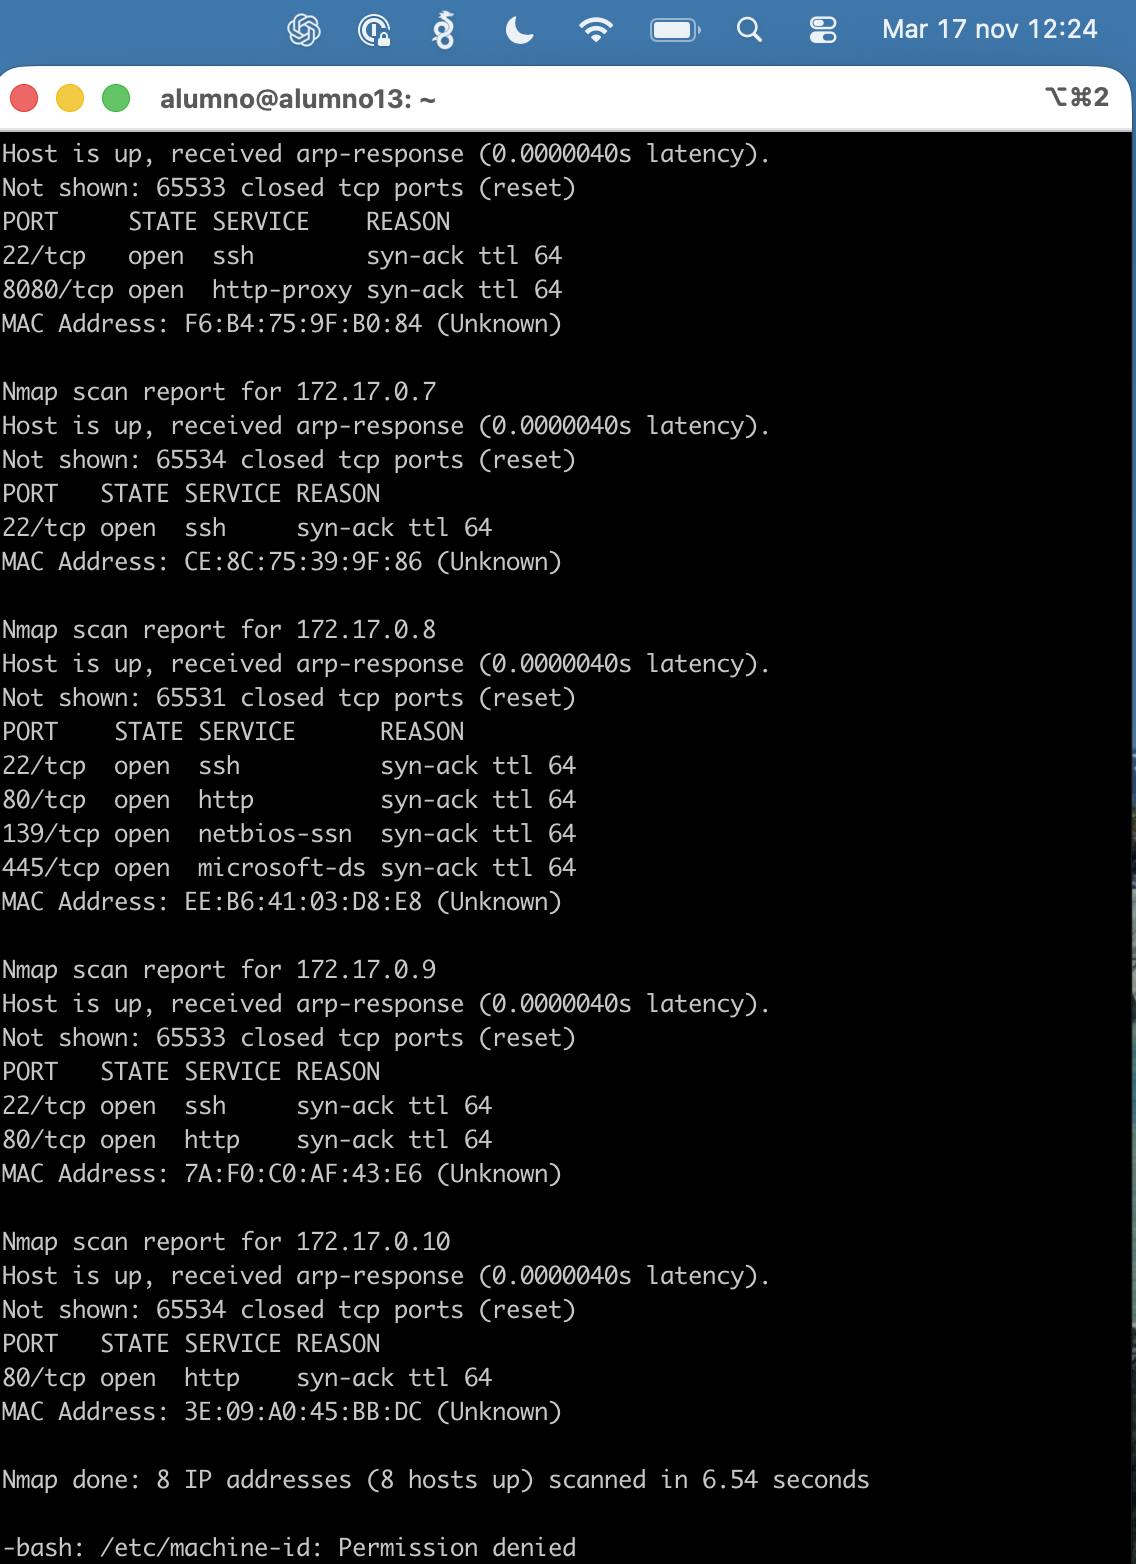 Mar 17 nov 12:24
alumno@alumno13: ~
⌥⌘2
Host is up, received arp-response (0.0000040s latency).
Not shown: 65533 closed tcp ports (reset)
PORT     STATE SERVICE    REASON
22/tcp   open  ssh        syn-ack ttl 64
8080/tcp open  http-proxy syn-ack ttl 64
MAC Address: F6:B4:75:9F:B0:84 (Unknown)

Nmap scan report for 172.17.0.7
Host is up, received arp-response (0.0000040s latency).
Not shown: 65534 closed tcp ports (reset)
PORT   STATE SERVICE REASON
22/tcp open  ssh     syn-ack ttl 64
MAC Address: CE:8C:75:39:9F:86 (Unknown)

Nmap scan report for 172.17.0.8
Host is up, received arp-response (0.0000040s latency).
Not shown: 65531 closed tcp ports (reset)
PORT    STATE SERVICE      REASON
22/tcp  open  ssh          syn-ack ttl 64
80/tcp  open  http         syn-ack ttl 64
139/tcp open  netbios-ssn  syn-ack ttl 64
445/tcp open  microsoft-ds syn-ack ttl 64
MAC Address: EE:B6:41:03:D8:E8 (Unknown)

Nmap scan report for 172.17.0.9
Host is up, received arp-response (0.0000040s latency).
Not shown: 65533 closed tcp ports (reset)
PORT   STATE SERVICE REASON
22/tcp open  ssh     syn-ack ttl 64
80/tcp open  http    syn-ack ttl 64
MAC Address: 7A:F0:C0:AF:43:E6 (Unknown)

Nmap scan report for 172.17.0.10
Host is up, received arp-response (0.0000040s latency).
Not shown: 65534 closed tcp ports (reset)
PORT   STATE SERVICE REASON
80/tcp open  http    syn-ack ttl 64
MAC Address: 3E:09:A0:45:BB:DC (Unknown)

Nmap done: 8 IP addresses (8 hosts up) scanned in 6.54 seconds

-bash: /etc/machine-id: Permission denied